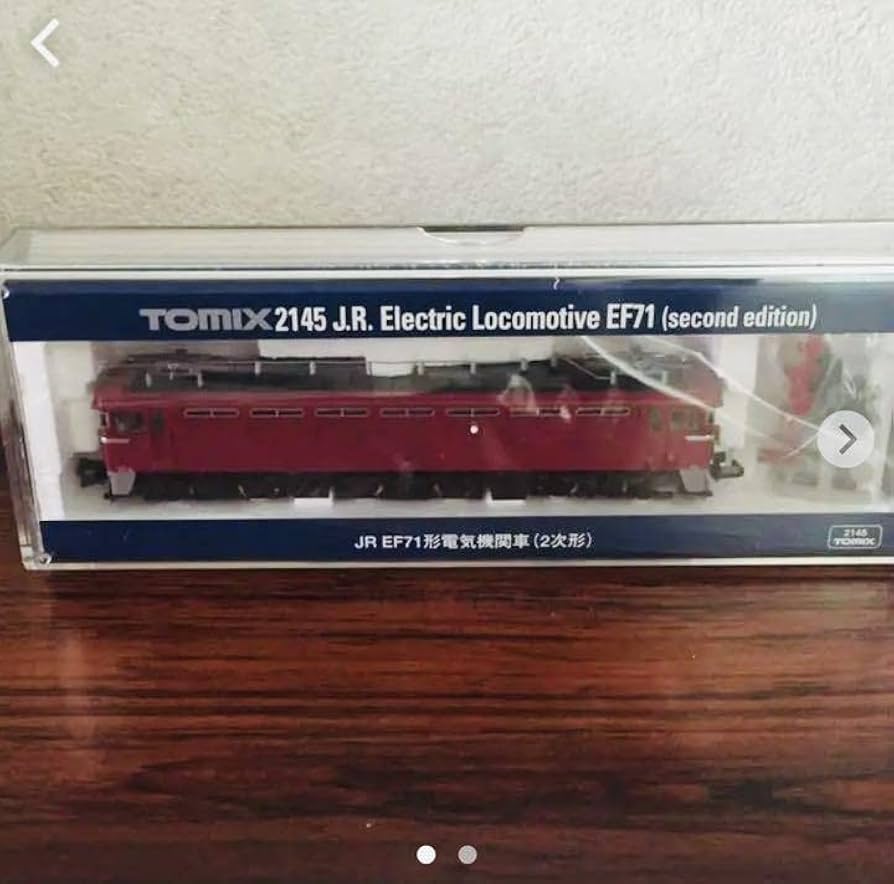 TOMIX 2145 J.R. Electric Locomotive EF71 (second edition)
JR EF71形電気機関車(2次形)
2145
TOMIX